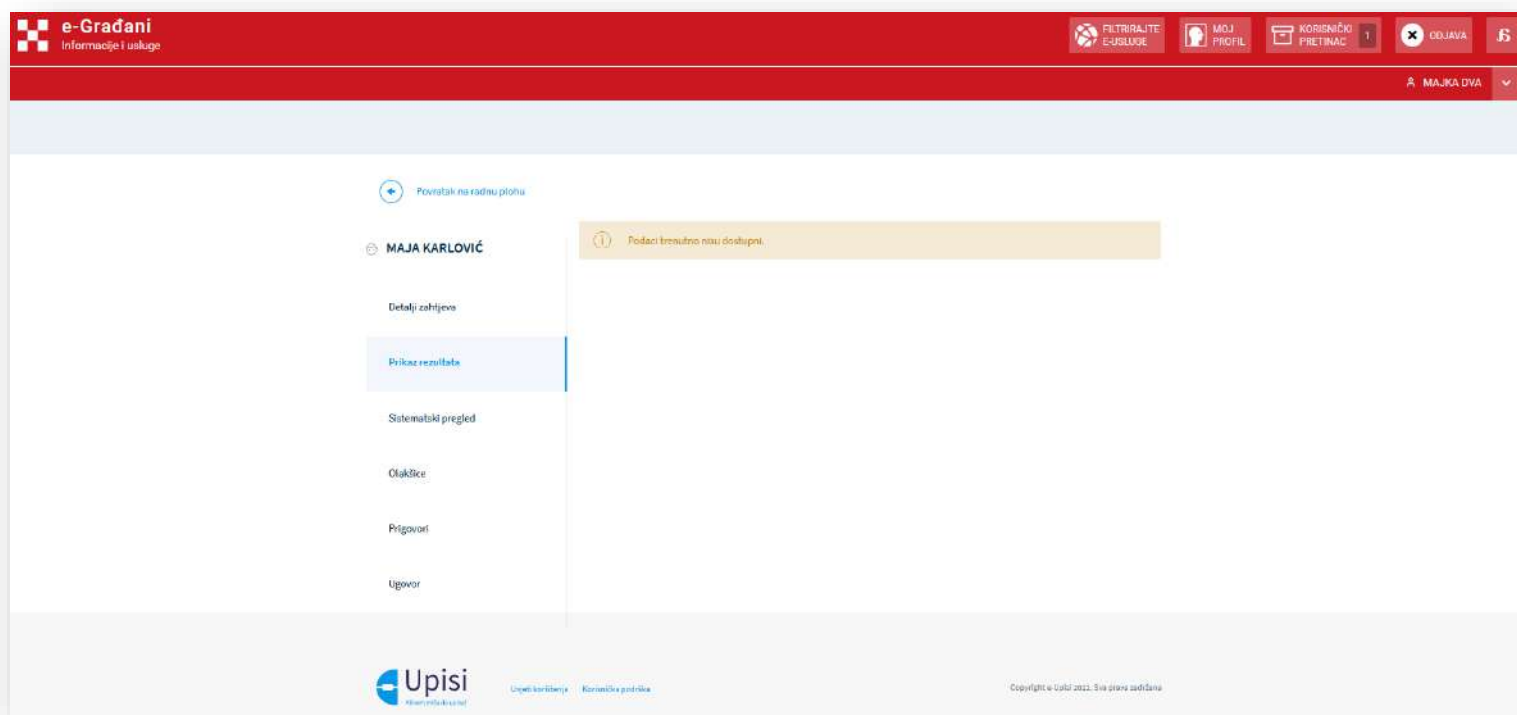 e-Građani
Informacije i usluge
FILTRIRAJTE
E-USLUGE
MOJ
PROFIL
KORISNIČKI
PRETINAC
1
ODJAVA
MAJKA DVA
Povratak na radnu plohu
MAJA KARLOVIĆ
Podaci trenutno nisu dostupni.
Detalji zahtjeva
Prikaz rezultata
Sistematski pregled
Olakšice
Prigovori
Ugovor
Upisi
Uvjeti korištenja
Korisnička podrška
Copyright e-Upisi 2022. Sva prava zadržana